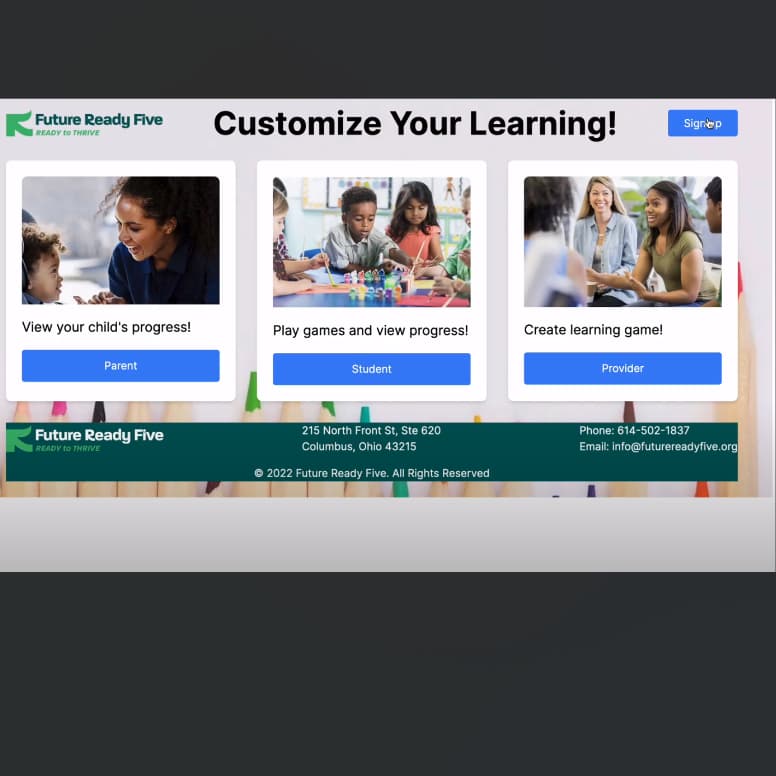 Future Ready Five
READY to THRIVE
Customize Your Learning!
View your child's progress!
Parent
Play games and view progress!
Student
Create learning game!
Provider
Future Ready Five
READY to THRIVE
215 North Front St, Ste 620
Columbus, Ohio 43215
Phone: 614-502-1837
Email: info@futurereadyfive.org
© 2022 Future Ready Five. All Rights Reserved